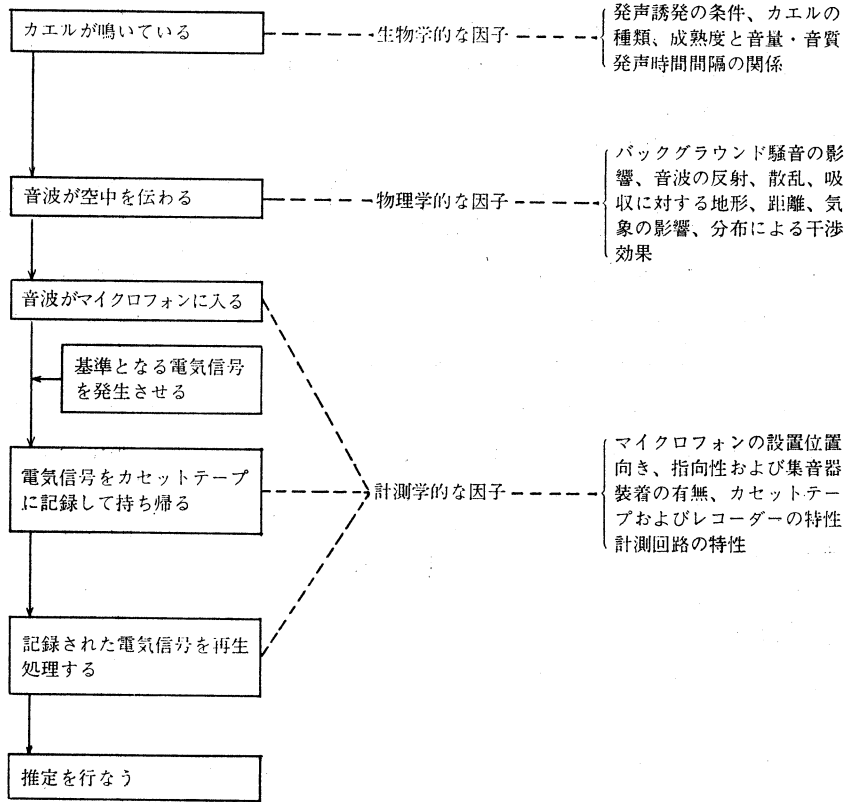 カエルが鳴いている
生物学的な因子
発声誘発の条件、カエルの
種類、成熟度と音量・音質
発声時間間隔の関係
音波が空中を伝わる
物理学的な因子
バックグラウンド騒音の影
響、音波の反射、散乱、吸
収に対する地形、距離、気
象の影響、分布による干渉
効果
音波がマイクロフォンに入る
基準となる電気信号
を発生させる
電気信号をカセットテープ
に記録して持ち帰る
計測学的な因子
マイクロフォンの設置位置
向き、指向性および集音器
装着の有無、カセットテー
プおよびレコーダーの特性
計測回路の特性
記録された電気信号を再生
処理する
推定を行なう